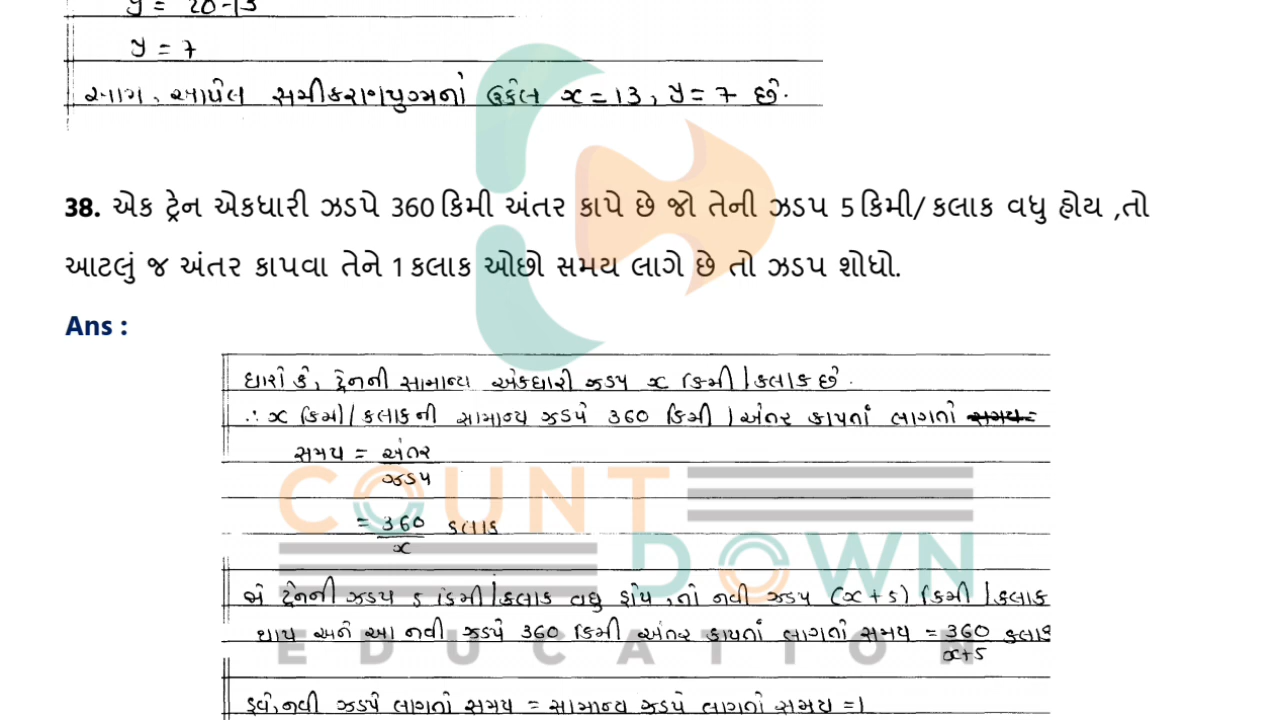 y = 20-13
y = 7
આમ, આપેલ સમીકરણયુગ્મનો ઉકેલ x = 13, y = 7 છે.
38. એક ટ્રેન એકધારી ઝડપે 360 કિમી અંતર કાપે છે જો તેની ઝડપ 5 કિમી/ કલાક વધુ હોય ,તો
આટલું જ અંતર કાપવા તેને 1 કલાક ઓછો સમય લાગે છે તો ઝડપ શોધો.
Ans :
ધારો કે, ટ્રેનની સામાન્ય એકધારી ઝડપ x કિમી/કલાક છે.
∴ x કિમી/કલાકની સામાન્ય ઝડપે 360 કિમી અંતર કાપતાં લાગતો સમય=
સમય = અંતર
ઝડપ
= 360 કલાક
x
COUNT
DOWN
જો ટ્રેનની ઝડપ 5 કિમી/કલાક વધુ હોય, તો નવી ઝડપ (x+5) કિમી/કલાક
થાય અને આ નવી ઝડપે 360 કિમી અંતર કાપતાં લાગતો સમય = 360 કલાક
x+5
EDUCATION
હવે, નવી ઝડપે લાગતો સમય = સામાન્ય ઝડપે લાગતો સમય =1